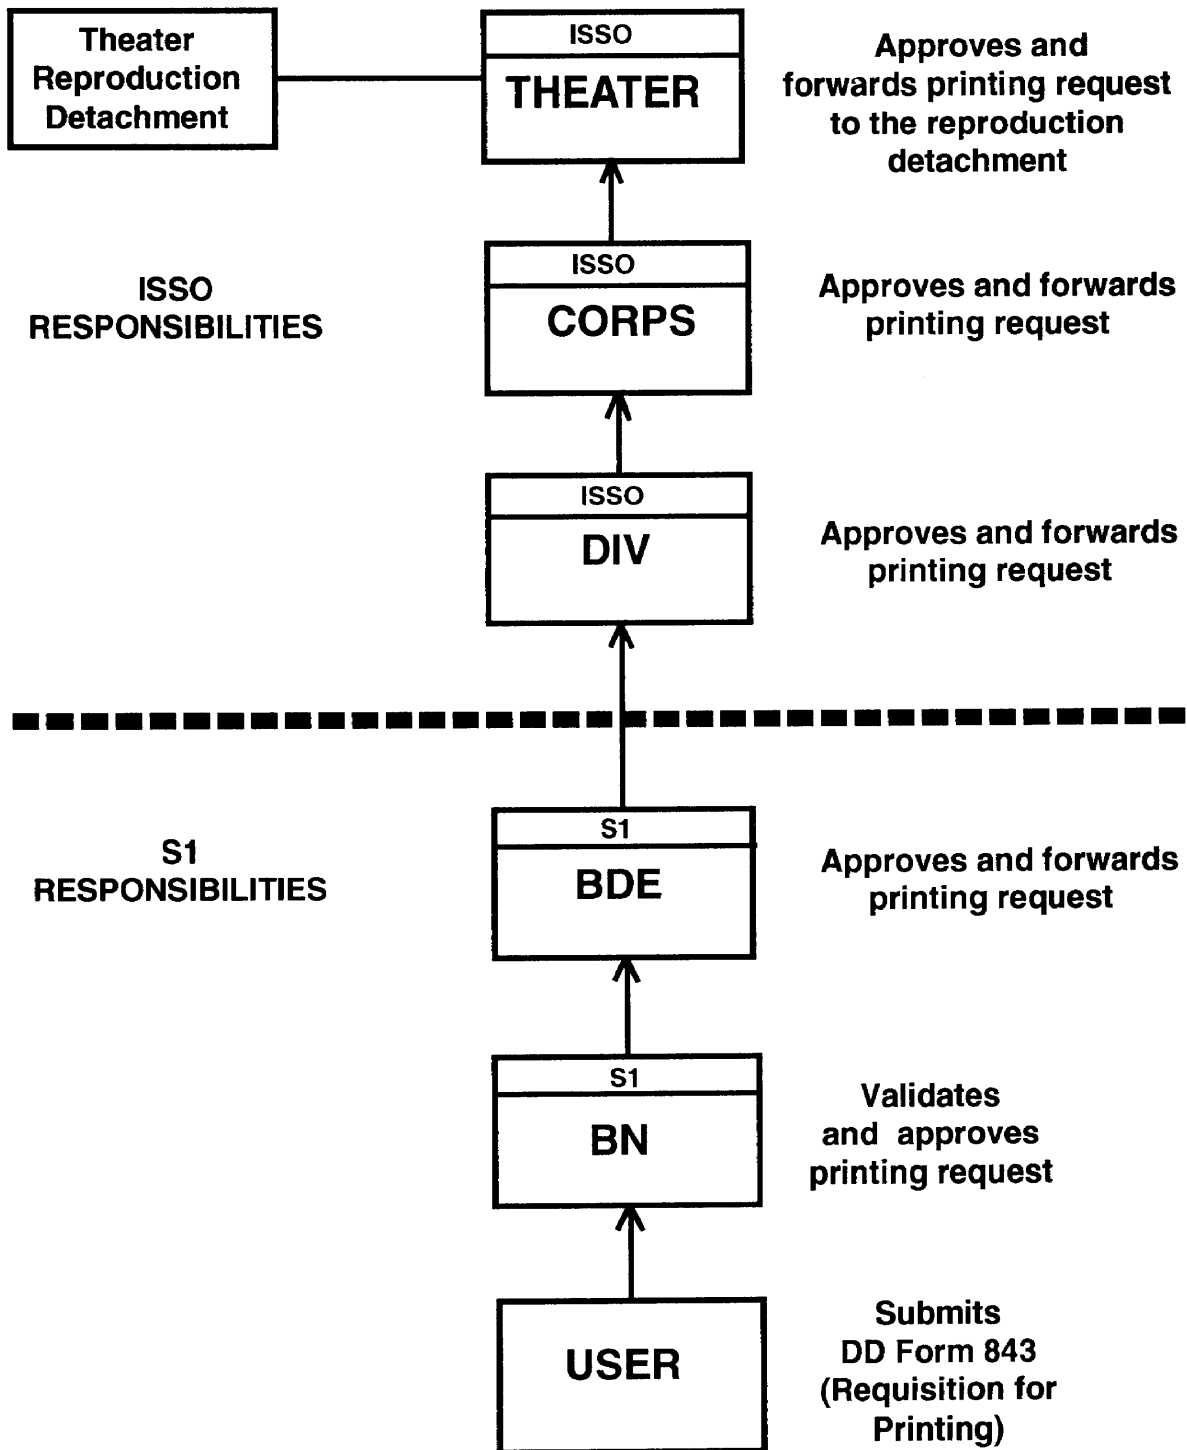 Theater
Reproduction
Detachment
ISSO
THEATER
Approves and
forwards printing request
to the reproduction
detachment
ISSO
RESPONSIBILITIES
ISSO
CORPS
Approves and forwards
printing request
ISSO
DIV
Approves and forwards
printing request
S1
RESPONSIBILITIES
S1
BDE
Approves and forwards
printing request
S1
BN
Validates
and approves
printing request
USER
Submits
DD Form 843
(Requisition for
Printing)